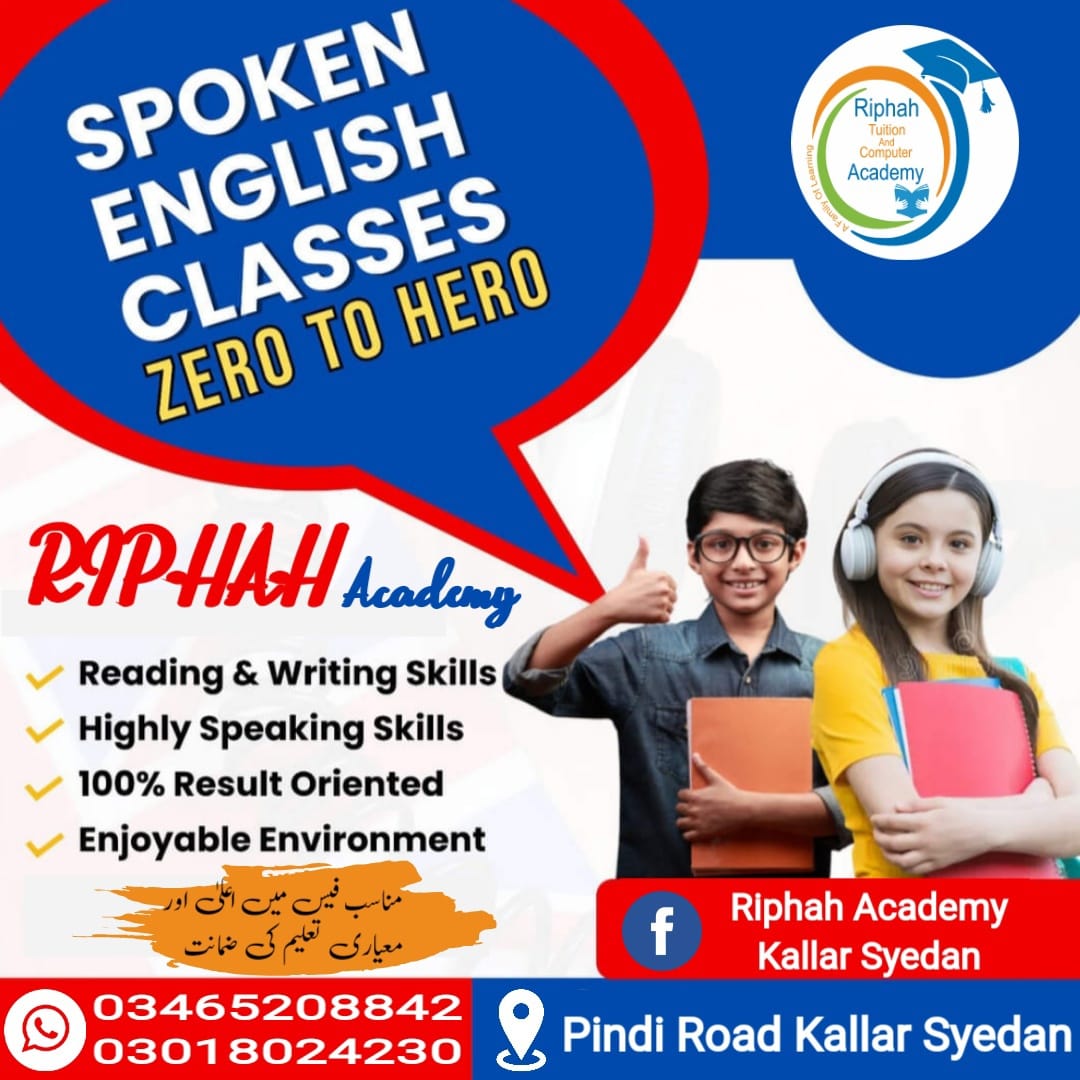 SPOKEN
ENGLISH
CLASSES
ZERO TO HERO
Riphah
Tuition
And
Computer
Academy
A Family Of Learning
RIPHAH Academy
Reading & Writing Skills
Highly Speaking Skills
100% Result Oriented
Enjoyable Environment
مناسب فیس میں اعلیٰ اور
معیاری تعلیم کی ضمانت
f
Riphah Academy
Kallar Syedan
03465208842
03018024230
Pindi Road Kallar Syedan